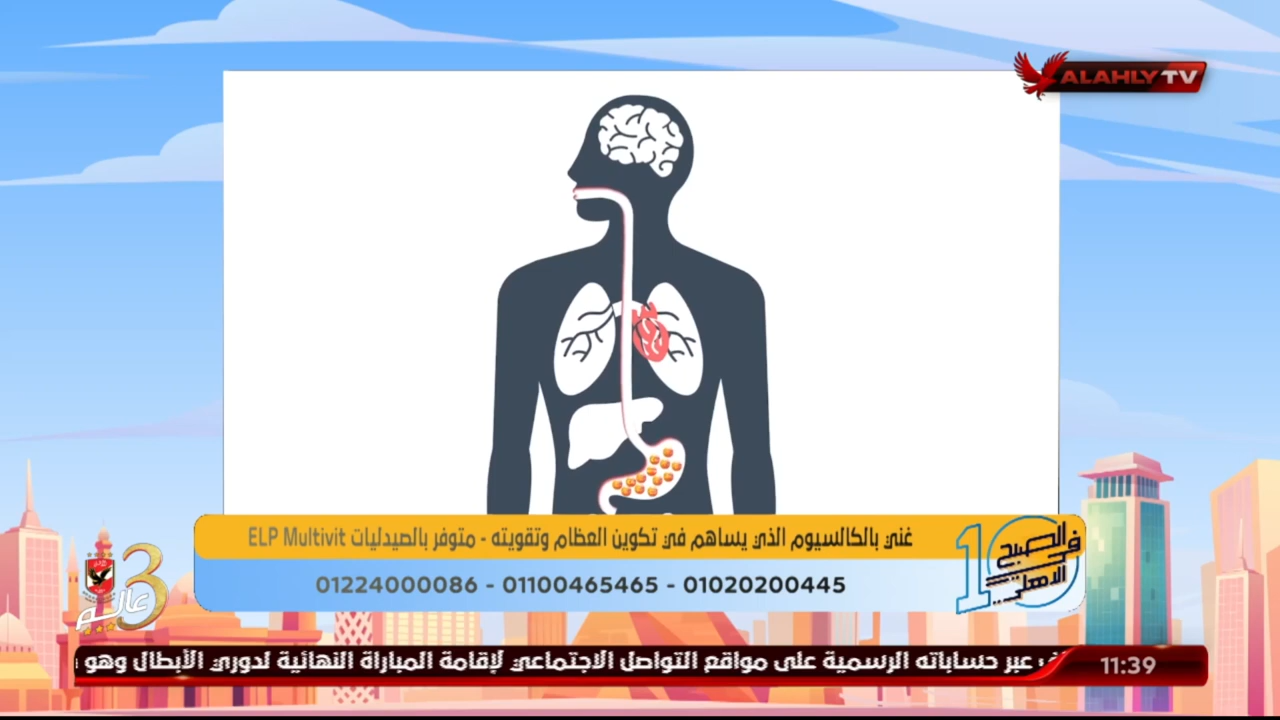 ALAHLY TV
غني بالكالسيوم الذي يساهم في تكوين العظام وتقويته - متوفر بالصيدليات ELP Multivit
01224000086 - 01100465465 - 01020200445
10 الصبح في الأهلي
3 عالم
عبر حساباته الرسمية على مواقع التواصل الاجتماعي لإقامة المباراة النهائية لدوري الأبطال وهو
11:39